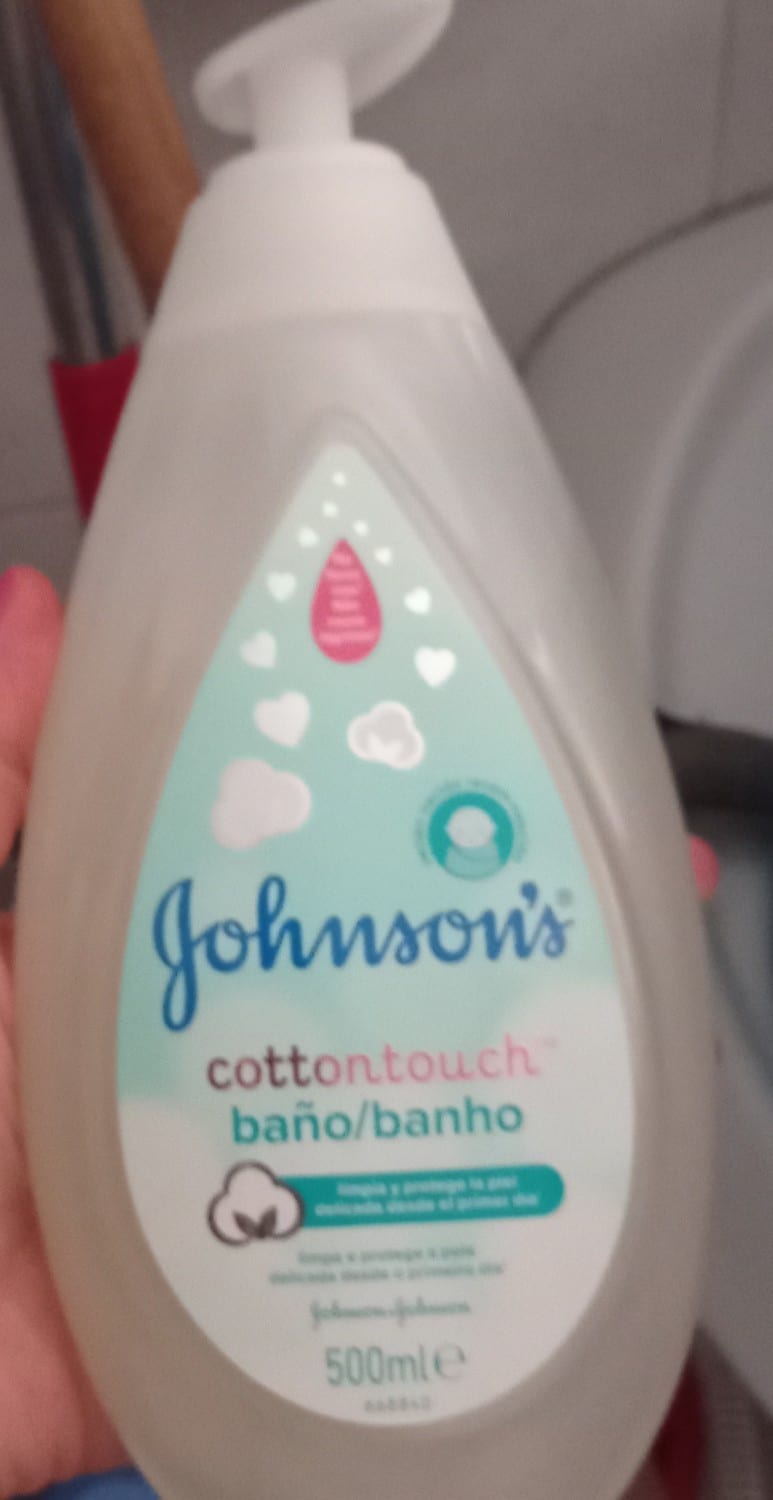 Johnson's®
cottontouch™
baño/banho
limpia y protege la piel
delicada desde el primer día
limpa e protege a pele
delicada desde o primeiro dia
Johnson & Johnson
500ml ℮